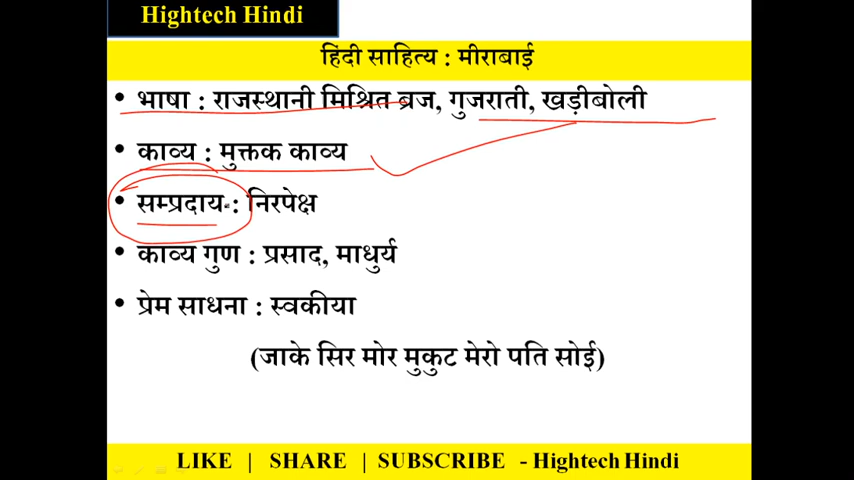 Hightech Hindi
हिंदी साहित्य : मीराबाई
• भाषा : राजस्थानी मिश्रित ब्रज, गुजराती, खड़ीबोली
• काव्य : मुक्तक काव्य
• सम्प्रदाय : निरपेक्ष
• काव्य गुण : प्रसाद, माधुर्य
• प्रेम साधना : स्वकीया
(जाके सिर मोर मुकुट मेरो पति सोई)
LIKE | SHARE | SUBSCRIBE - Hightech Hindi